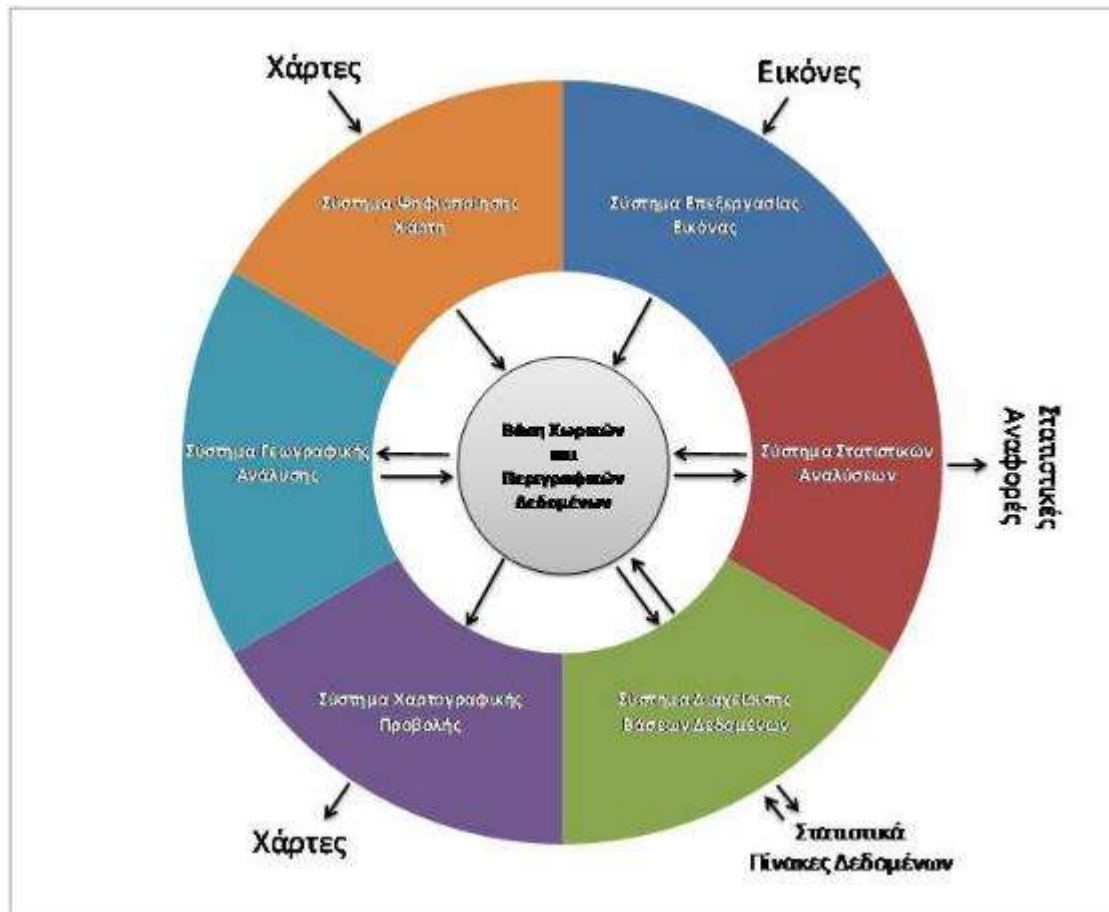 Χάρτες
Εικόνες
Σύστημα Ψηφιοποίησης
Χάρτη
Σύστημα Επεξεργασίας
Εικόνας
Σύστημα Γεωγραφικής
Ανάλυσης
Βάση Χωρικών
και
Περιγραφικών
Δεδομένων
Σύστημα Στατιστικών
Αναλύσεων
Στατιστικές
Αναφορές
Σύστημα Χαρτογραφικής
Προβολής
Σύστημα Διαχείρισης
Βάσεων Δεδομένων
Χάρτες
Στατιστικά
Πίνακες Δεδομένων